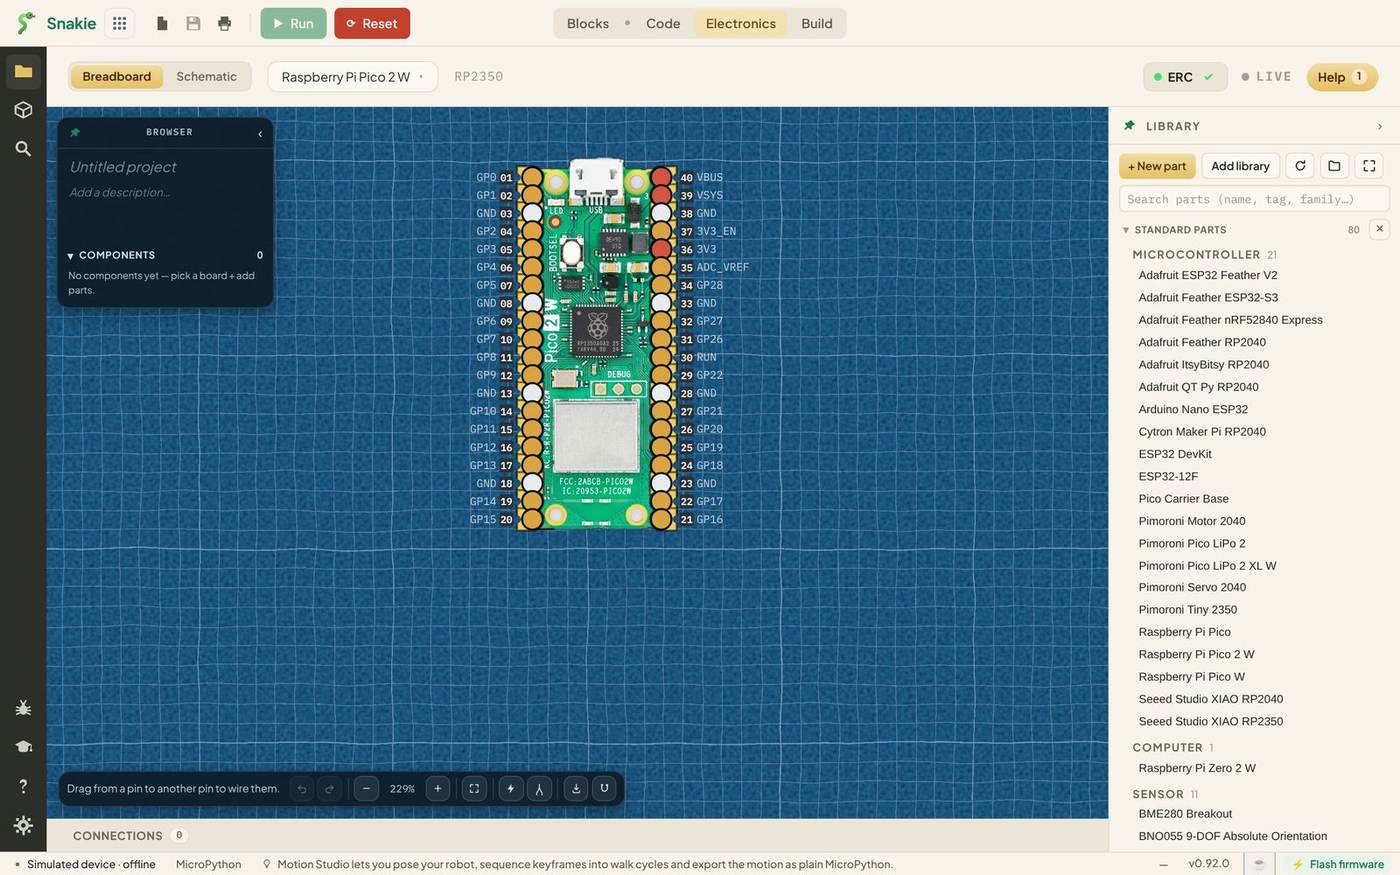 Snakie
Run
Reset
Blocks
Code
Electronics
Build
Breadboard
Schematic
Raspberry Pi Pico 2 W
RP2350
ERC
LIVE
Help 1
BROWSER
Untitled project
Add a description...
COMPONENTS 0
No components yet — pick a board + add
parts.
GP0 01
GP1 02
GND 03
GP2 04
GP3 05
GP4 06
GP5 07
GND 08
GP6 09
GP7 10
GP8 11
GP9 12
GND 13
GP10 14
GP11 15
GP12 16
GP13 17
GND 18
GP14 19
GP15 20
LED
USB
BOOTSEL
Pico 2 W
DEBUG
FCC:2ABCB-PICO2W
IC:20953-PICO2W
40 VBUS
39 VSYS
38 GND
37 3V3_EN
36 3V3
35 ADC_VREF
34 GP28
33 GND
32 GP27
31 GP26
30 RUN
29 GP22
28 GND
27 GP21
26 GP20
25 GP19
24 GP18
23 GND
22 GP17
21 GP16
Drag from a pin to another pin to wire them.
229%
CONNECTIONS 0
LIBRARY
+ New part
Add library
Search parts (name, tag, family…)
STANDARD PARTS 80
MICROCONTROLLER 21
Adafruit ESP32 Feather V2
Adafruit Feather ESP32-S3
Adafruit Feather nRF52840 Express
Adafruit Feather RP2040
Adafruit ItsyBitsy RP2040
Adafruit QT Py RP2040
Arduino Nano ESP32
Cytron Maker Pi RP2040
ESP32 DevKit
ESP32-12F
Pico Carrier Base
Pimoroni Motor 2040
Pimoroni Pico LiPo 2
Pimoroni Pico LiPo 2 XL W
Pimoroni Servo 2040
Pimoroni Tiny 2350
Raspberry Pi Pico
Raspberry Pi Pico 2 W
Raspberry Pi Pico W
Seeed Studio XIAO RP2040
Seeed Studio XIAO RP2350
COMPUTER 1
Raspberry Pi Zero 2 W
SENSOR 11
BME280 Breakout
BNO055 9-DOF Absolute Orientation
Simulated device · offline
MicroPython
Motion Studio lets you pose your robot, sequence keyframes into walk cycles and export the motion as plain MicroPython.
—
v0.92.0
Flash firmware